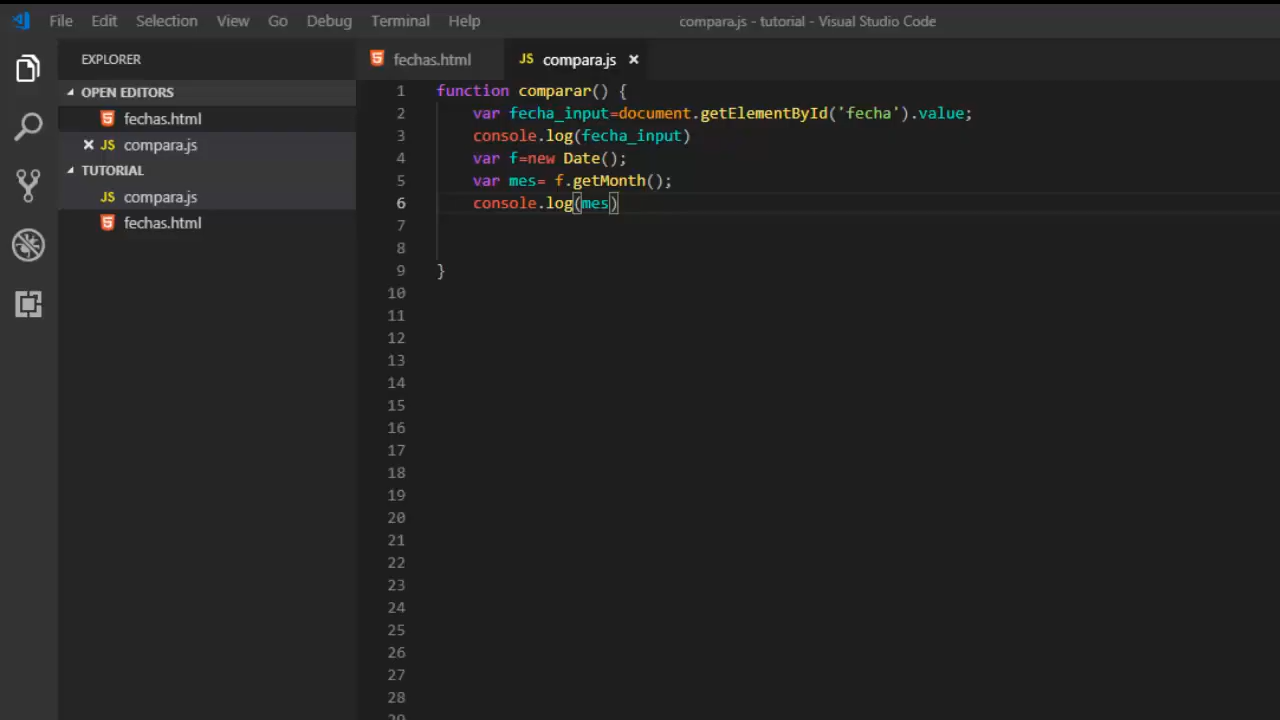 File Edit Selection View Go Debug Terminal Help compara.js - tutorial - Visual Studio Code
EXPLORER
OPEN EDITORS
fechas.html
JS compara.js
TUTORIAL
JS compara.js
fechas.html
fechas.html JS compara.js
1 function comparar() {
2 var fecha_input=document.getElementById('fecha').value;
3 console.log(fecha_input)
4 var f=new Date();
5 var mes= f.getMonth();
6 console.log(mes)
7
8
9 }
10
11
12
13
14
15
16
17
18
19
20
21
22
23
24
25
26
27
28
29